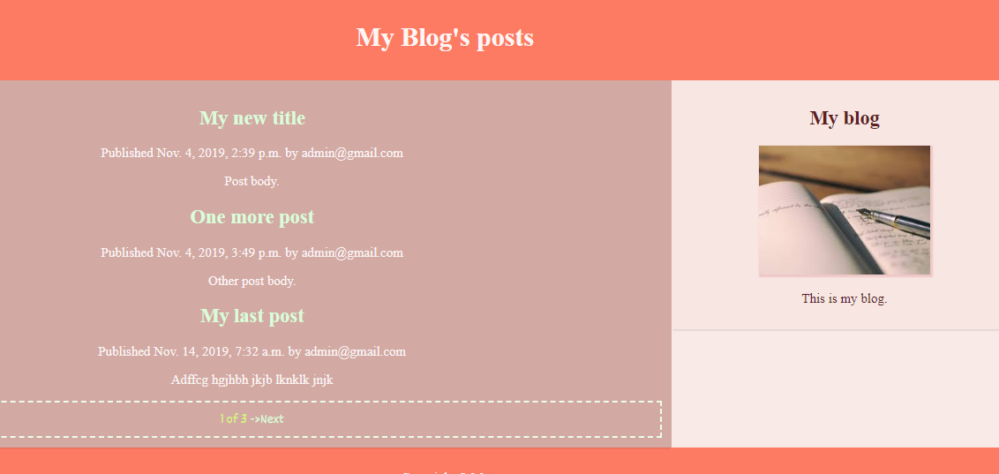 My Blog's posts
My new title
Published Nov. 4, 2019, 2:39 p.m. by admin@gmail.com
Post body.
One more post
Published Nov. 4, 2019, 3:49 p.m. by admin@gmail.com
Other post body.
My last post
Published Nov. 14, 2019, 7:32 a.m. by admin@gmail.com
Adffcg hgjhbh jkjb lknklk jnjk
1 of 3 ->Next
My blog
This is my blog.